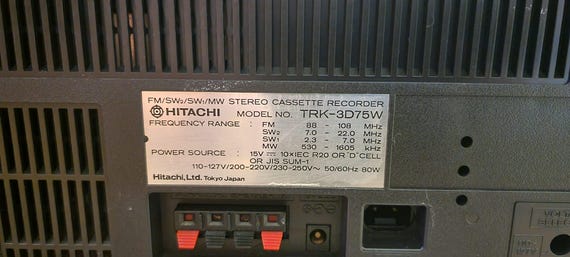 FM/SW₂/SW₁/MW STEREO CASSETTE RECORDER
HITACHI MODEL NO. TRK-3D75W
FREQUENCY RANGE : FM 88 - 108 MHz
SW₂ 7.0 - 22.0 MHz
SW₁ 2.3 - 7.0 MHz
MW 530 - 1605 kHz
POWER SOURCE : 15V ⎓ 10×IEC R20 OR "D" CELL
OR JIS SUM-1
110-127V/200-220V/230-250V~ 50/60Hz 80W
Hitachi, Ltd. Tokyo Japan